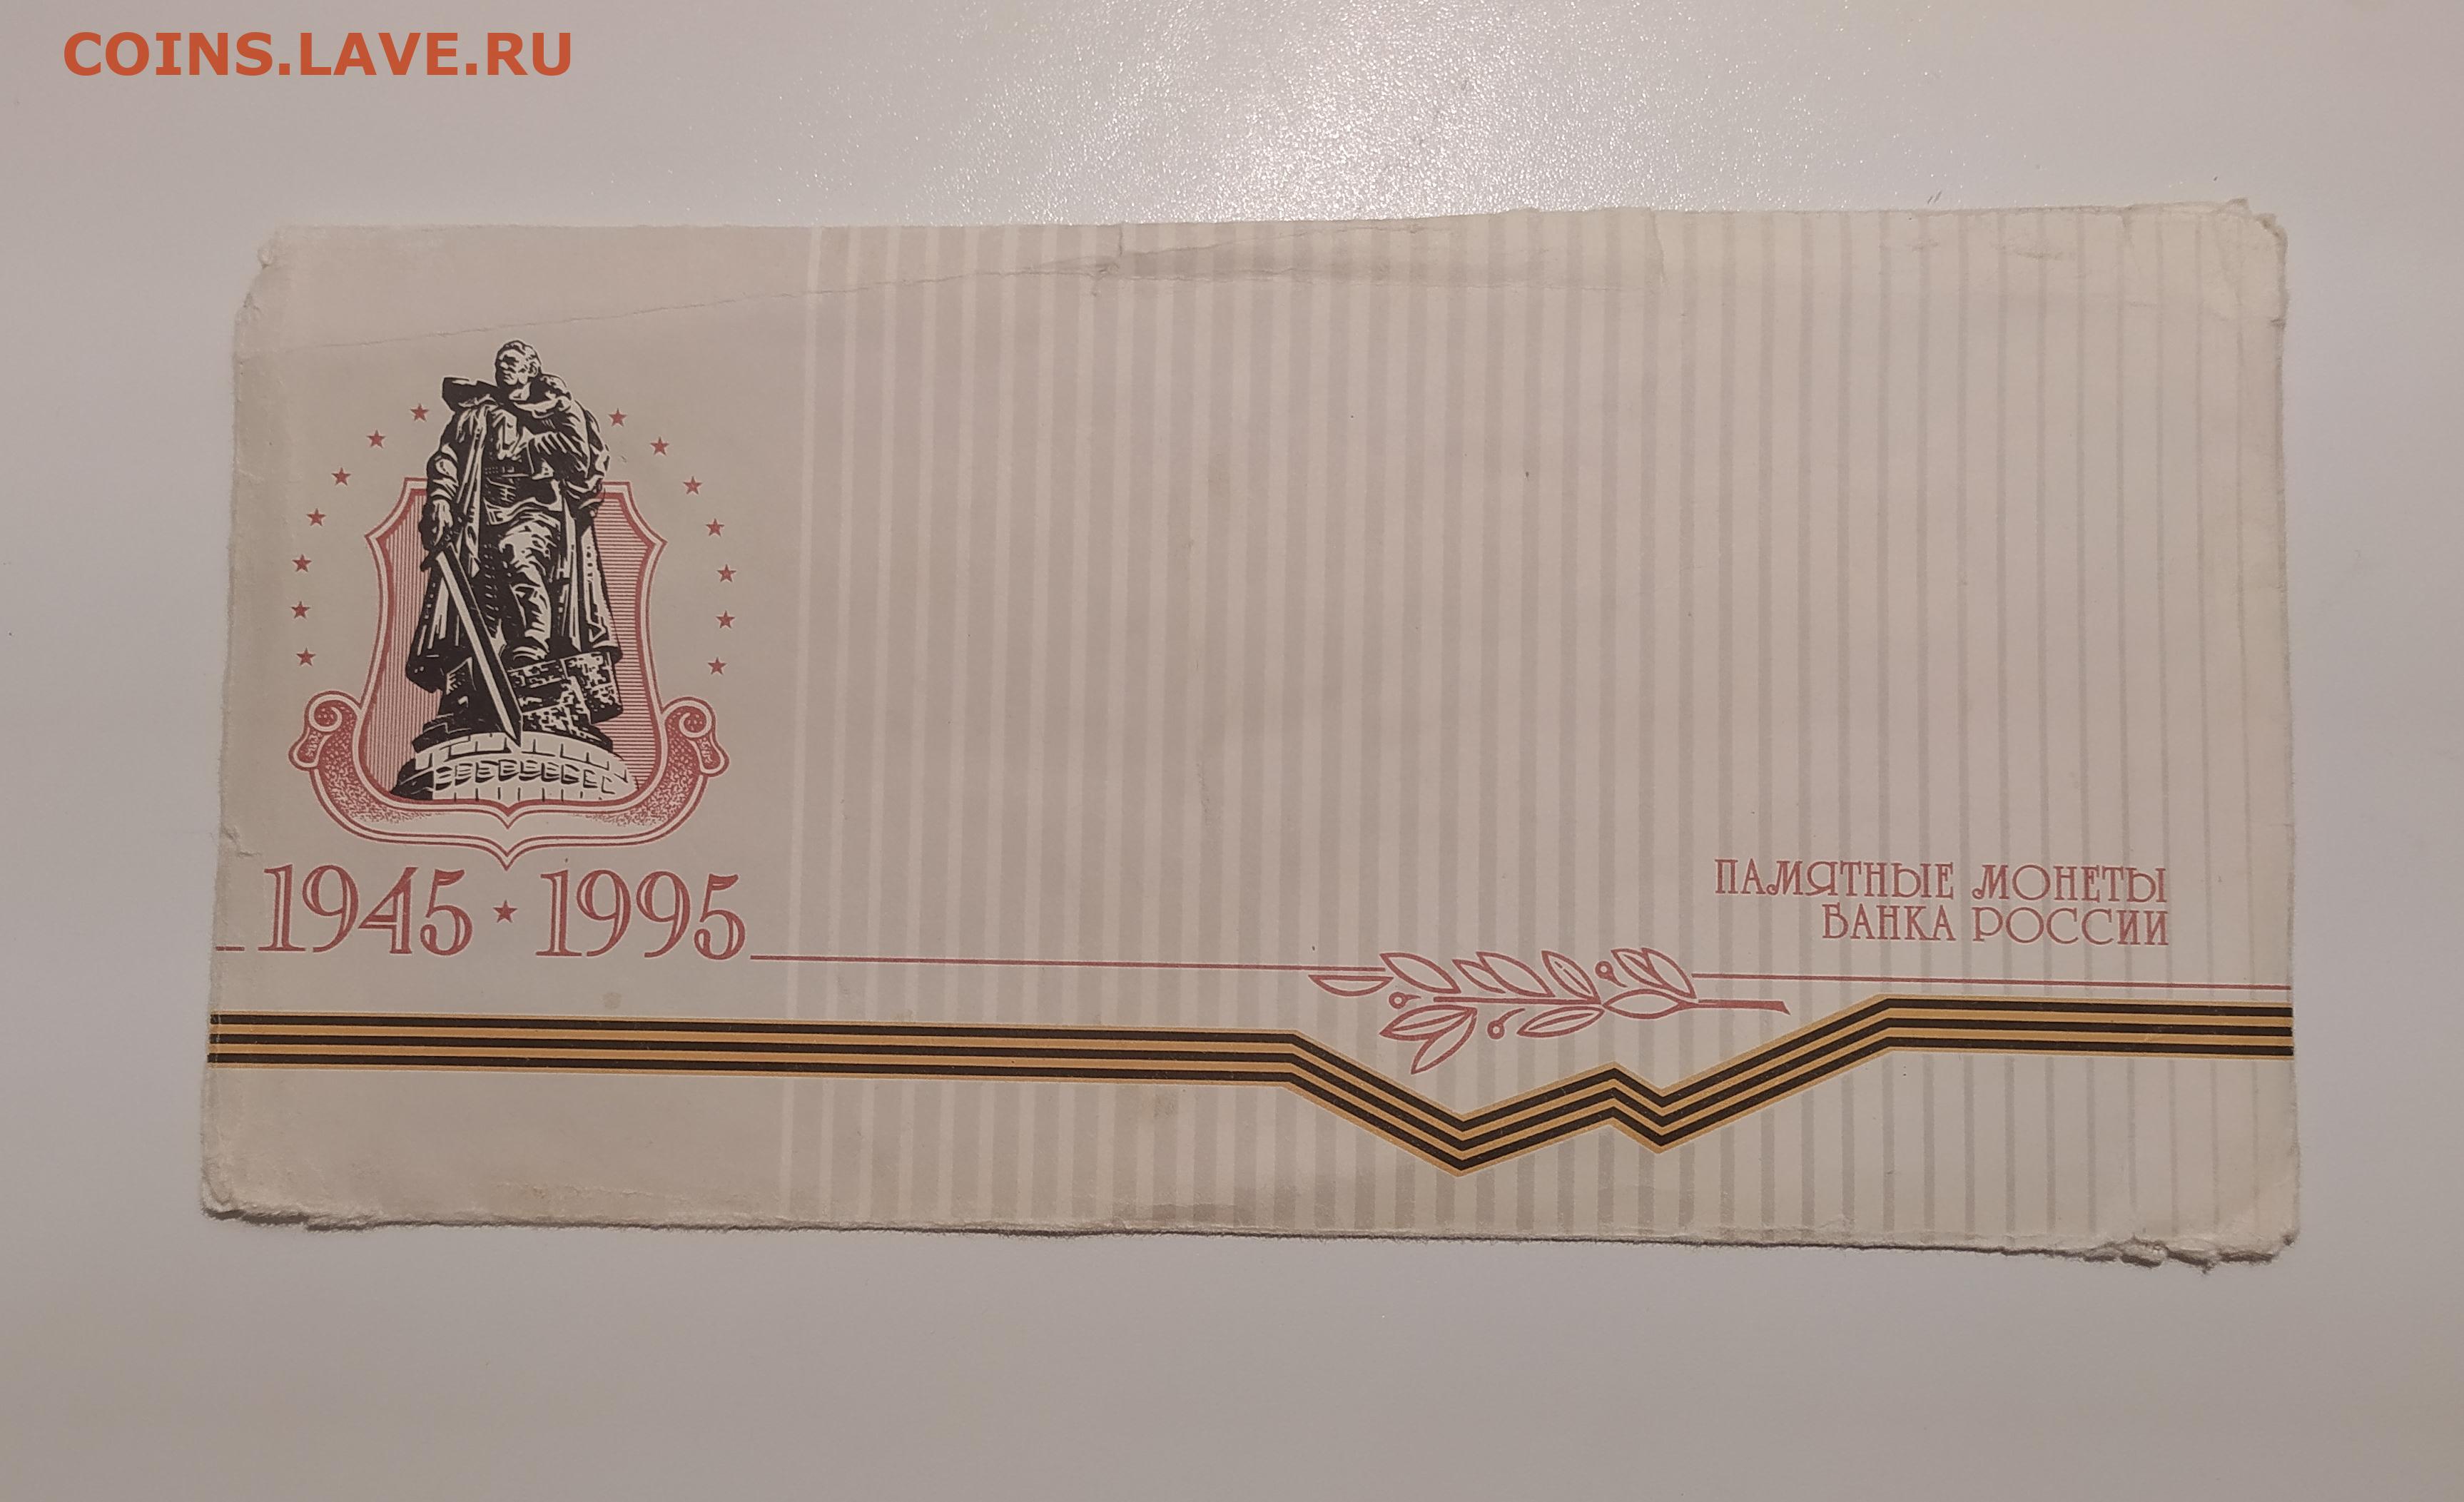 COINS.LAVE.RU
1945 ★ 1995
ПАМЯТНЫЕ МОНЕТЫ
БАНКА РОССИИ